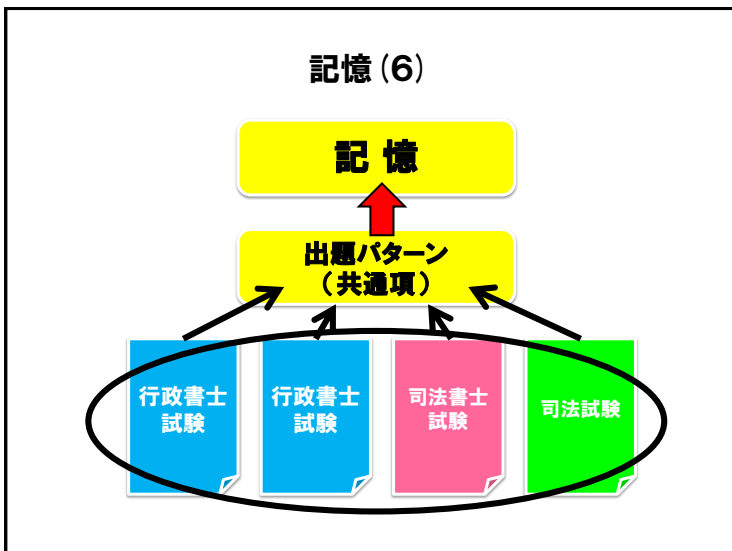 記憶(6)
記 憶
出題パターン
(共通項)
行政書士
試験
行政書士
試験
司法書士
試験
司法試験